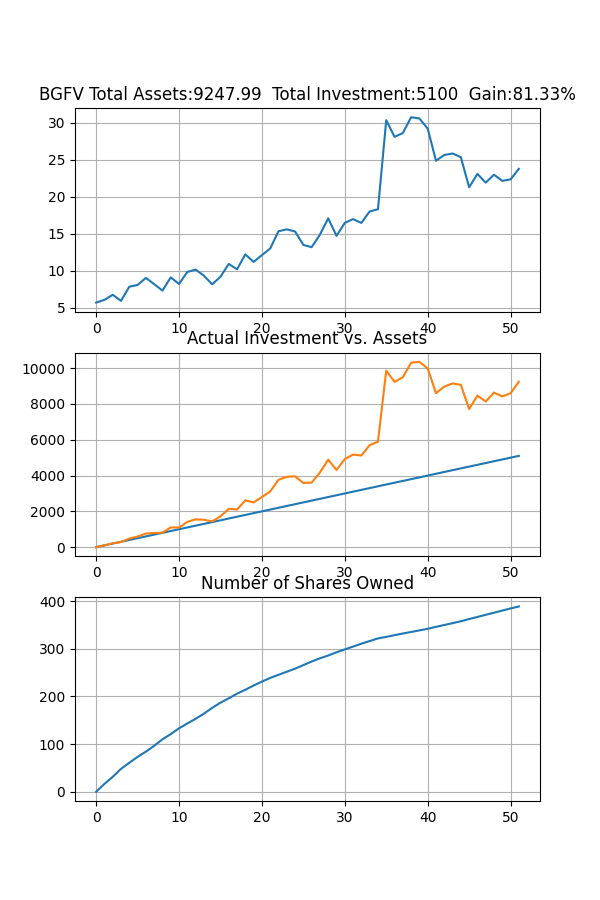 BGFV Total Assets:9247.99  Total Investment:5100  Gain:81.33%
30
25
20
15
10
5
0 10 20 30 40 50
Actual Investment vs. Assets
10000
8000
6000
4000
2000
0
0 10 20 30 40 50
Number of Shares Owned
400
300
200
100
0
0 10 20 30 40 50